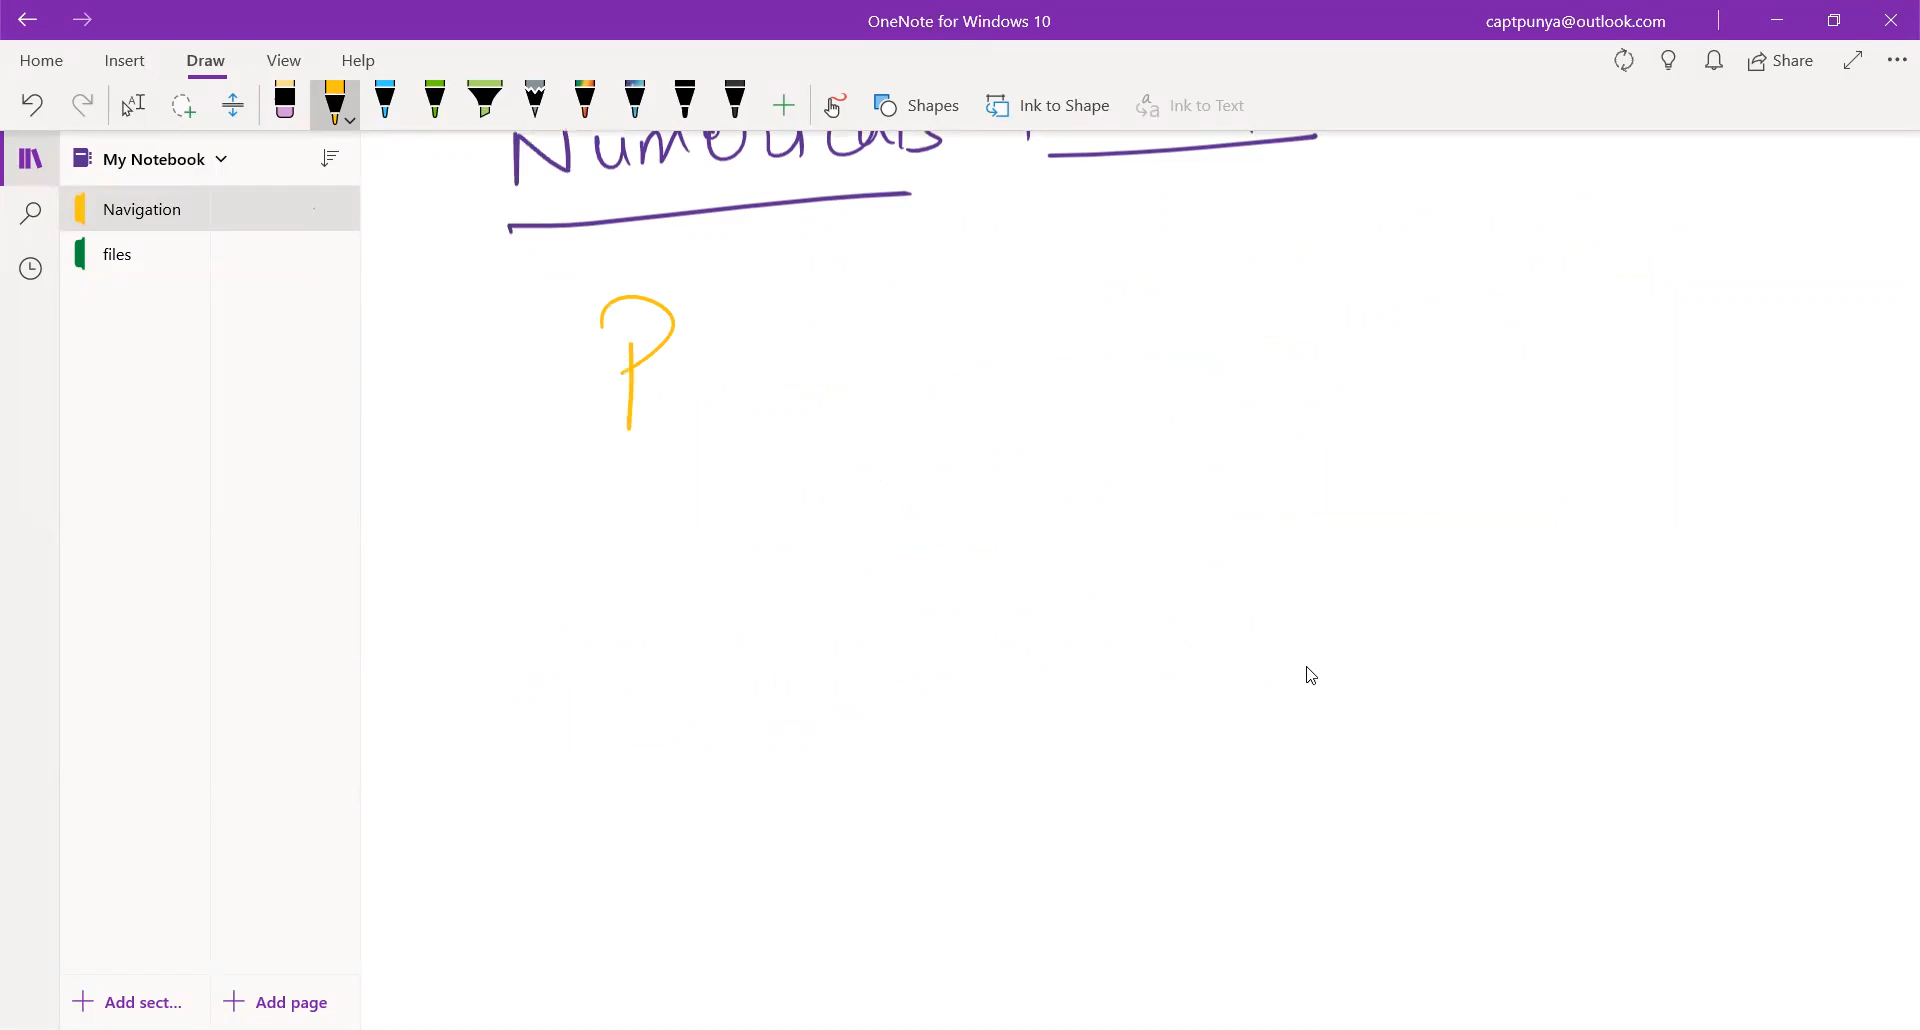 OneNote for Windows 10
captpunya@outlook.com
Home Insert Draw View Help
Share
Shapes
Ink to Shape
Ink to Text
My Notebook
Navigation
files
Numericals
P
Add sect...
Add page